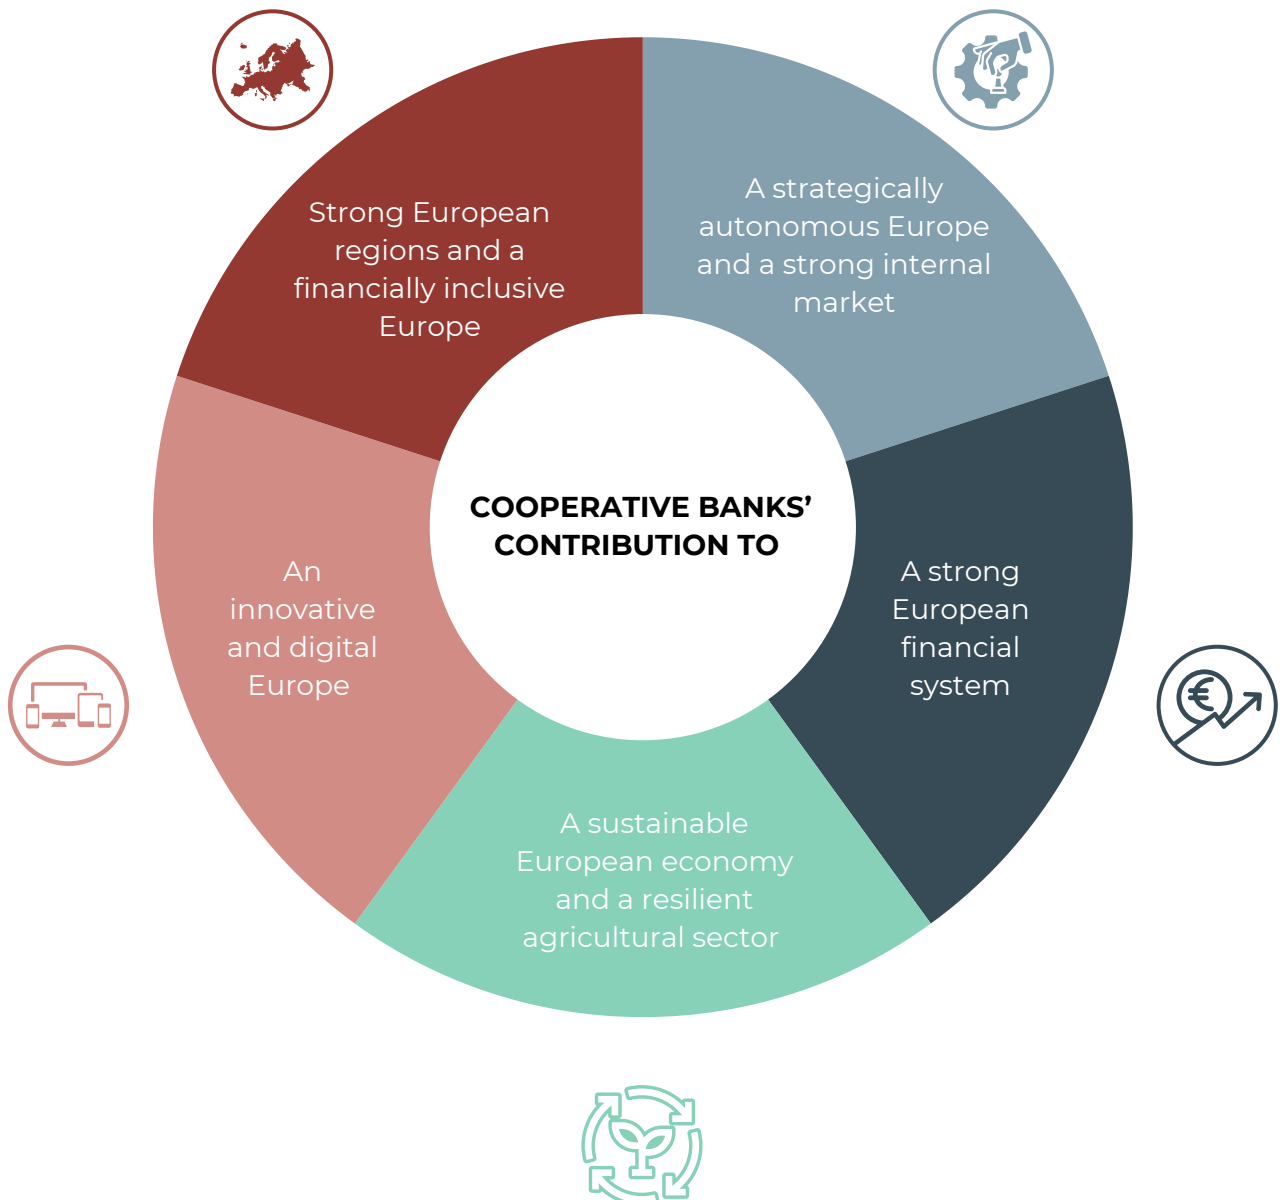 Strong European
regions and a
financially inclusive
Europe
A strategically
autonomous Europe
and a strong internal
market
COOPERATIVE BANKS’
CONTRIBUTION TO
An
innovative
and digital
Europe
A strong
European
financial
system
A sustainable
European economy
and a resilient
agricultural sector
€